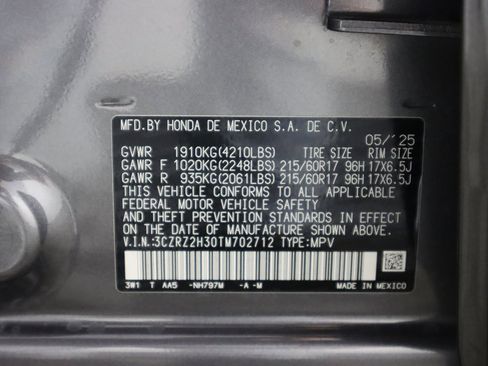 MFD.BY HONDA DE MEXICO S.A. DE C.V.
05/'25
GVWR 1910KG(4210LBS) TIRE SIZE RIM SIZE
GAWR F 1020KG(2248LBS) 215/60R17 96H 17X6.5J
GAWR R 935KG(2061LBS) 215/60R17 96H 17X6.5J
THIS VEHICLE CONFORMS TO ALL APPLICABLE
FEDERAL MOTOR VEHICLE SAFETY
AND THEFT PREVENTION STANDARDS IN EFFECT
ON THE DATE OF MANUFACTURE SHOWN ABOVE.
V.I.N.:3CZRZ2H30TM702712 TYPE:MPV
3W1 T AA5 -NH797M -A -M MADE IN MEXICO